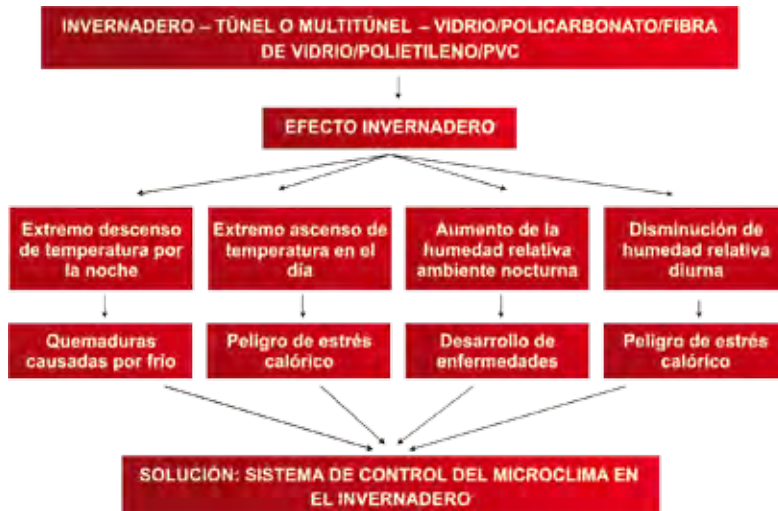 INVERNADERO – TÚNEL O MULTITÚNEL – VIDRIO/POLICARBONATO/FIBRA
DE VIDRIO/POLIETILENO/PVC
EFECTO INVERNADERO
Extremo descenso
de temperatura por
la noche
Extremo ascenso de
temperatura en el
día
Aumento de la
humedad relativa
ambiente nocturna
Disminución de
humedad relativa
diurna
Quemaduras
causadas por frío
Peligro de estrés
calórico
Desarrollo de
enfermedades
Peligro de estrés
calórico
SOLUCIÓN: SISTEMA DE CONTROL DEL MICROCLIMA EN
EL INVERNADERO